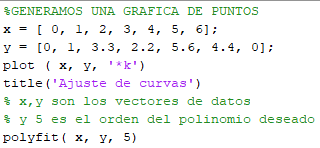 %GENERAMOS UNA GRAFICA DE PUNTOS
x = [ 0, 1, 2, 3, 4, 5, 6];
y = [0, 1, 3.3, 2.2, 5.6, 4.4, 0];
plot ( x, y, '*k')
title('Ajuste de curvas')
% x,y son los vectores de datos
% y 5 es el orden del polinomio deseado
polyfit( x, y, 5)